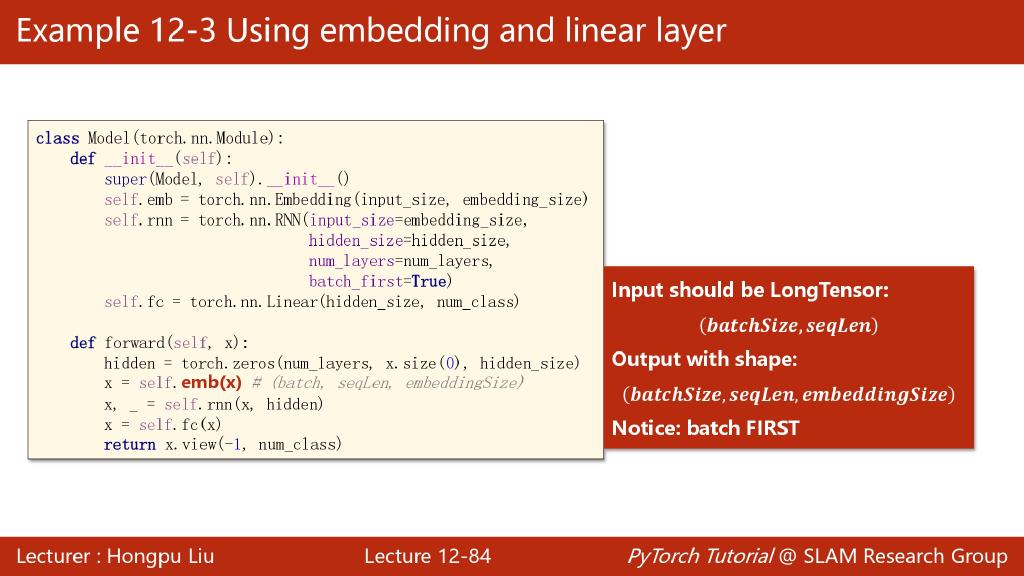 Example 12-3 Using embedding and linear layer
class Model(torch.nn.Module):
    def __init__(self):
        super(Model, self).__init__()
        self.emb = torch.nn.Embedding(input_size, embedding_size)
        self.rnn = torch.nn.RNN(input_size=embedding_size,
                                hidden_size=hidden_size,
                                num_layers=num_layers,
                                batch_first=True)
        self.fc = torch.nn.Linear(hidden_size, num_class)
    def forward(self, x):
        hidden = torch.zeros(num_layers, x.size(0), hidden_size)
        x = self.emb(x) # (batch, seqLen, embeddingSize)
        x, _ = self.rnn(x, hidden)
        x = self.fc(x)
        return x.view(-1, num_class)
Input should be LongTensor:
(batchSize, seqLen)
Output with shape:
(batchSize, seqLen, embeddingSize)
Notice: batch FIRST
Lecturer : Hongpu Liu
Lecture 12-84
PyTorch Tutorial @ SLAM Research Group